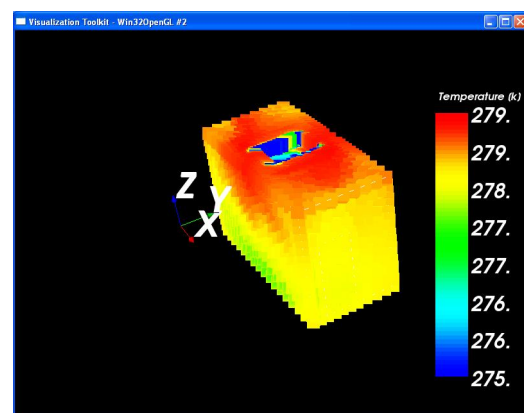 Visualization Toolkit - Win32OpenGL #2
Temperature (k)
279.
279.
278.
277.
277.
276.
276.
275.
Z
Y
X